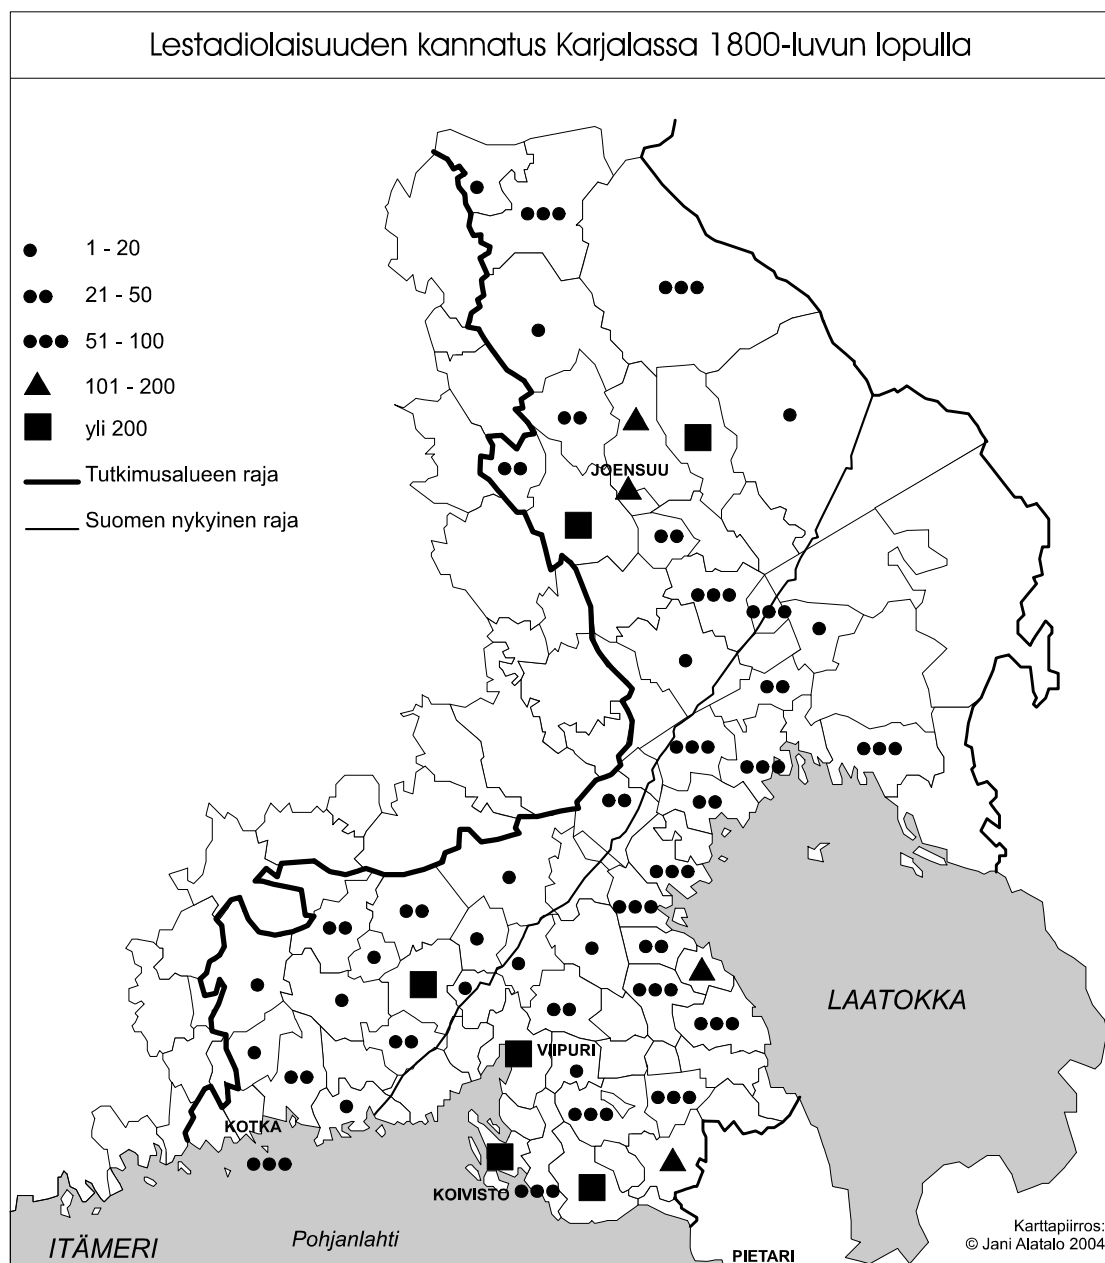 Lestadiolaisuuden kannatus Karjalassa 1800-luvun lopulla
1 - 20
21 - 50
51 - 100
101 - 200
yli 200
Tutkimusalueen raja
Suomen nykyinen raja
JOENSUU
LAATOKKA
VIIPURI
KOTKA
KOIVISTO
ITÄMERI
Pohjanlahti
PIETARI
Karttapiirros:
© Jani Alatalo 2004